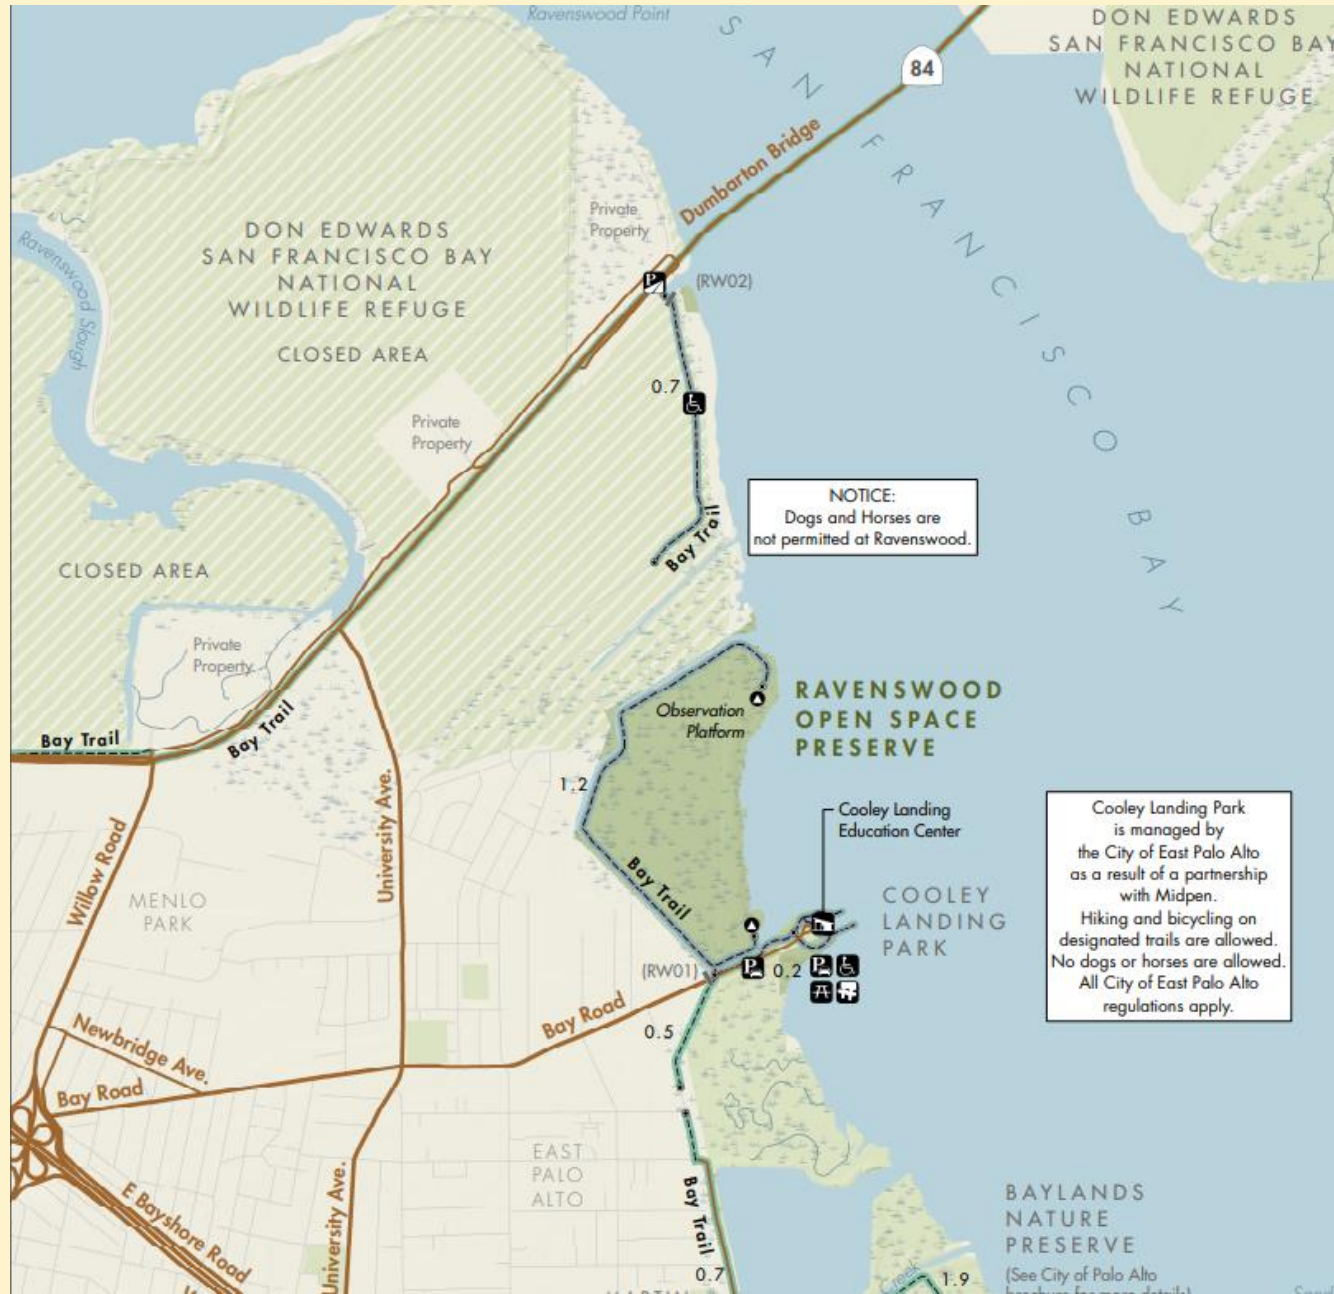 Ravenswood Point
SAN FRANCISCO BAY
DON EDWARDS
SAN FRANCISCO BAY
NATIONAL
WILDLIFE REFUGE
84
Dumbarton Bridge
Private
Property
DON EDWARDS
SAN FRANCISCO BAY
NATIONAL
WILDLIFE REFUGE
CLOSED AREA
Ravenswood Slough
P
(RW02)
0.7
Private
Property
NOTICE:
Dogs and Horses are
not permitted at Ravenswood.
Bay Trail
CLOSED AREA
Private
Property
Bay Trail
Bay Trail
Observation
Platform
RAVENSWOOD
OPEN SPACE
PRESERVE
1.2
University Ave.
Willow Road
MENLO
PARK
Bay Trail
Cooley Landing
Education Center
COOLEY
LANDING
PARK
Cooley Landing Park
is managed by
the City of East Palo Alto
as a result of a partnership
with Midpen.
Hiking and bicycling on
designated trails are allowed.
No dogs or horses are allowed.
All City of East Palo Alto
regulations apply.
(RW01)
P
0.2
P
Bay Road
0.5
Newbridge Ave.
Bay Road
EAST
PALO
ALTO
E Bayshore Road
University Ave.
Bay Trail
0.7
BAYLANDS
NATURE
PRESERVE
(See City of Palo Alto
brochure for more details)
Creek
1.9